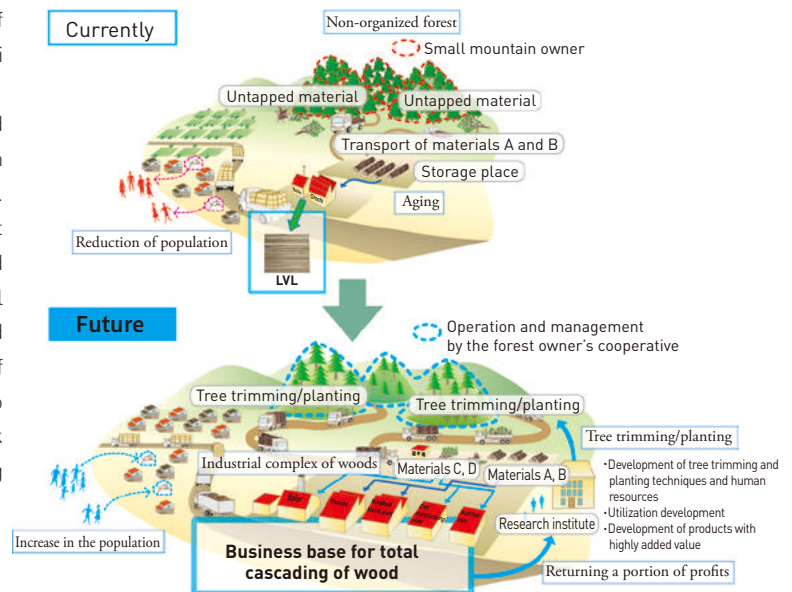 Currently
Non-organized forest
Small mountain owner
Untapped material
Untapped material
Transport of materials A and B
Storage place
Aging
Reduction of population
LVL
Future
Operation and management
by the forest owner's cooperative
Tree trimming/planting
Tree trimming/planting
Tree trimming/planting
Industrial complex of woods
Materials C, D
Materials A, B
•Development of tree trimming and
planting techniques and human
resources
•Utilization development
•Development of products with
highly added value
Research institute
Increase in the population
Business base for total
cascading of wood
Returning a portion of profits